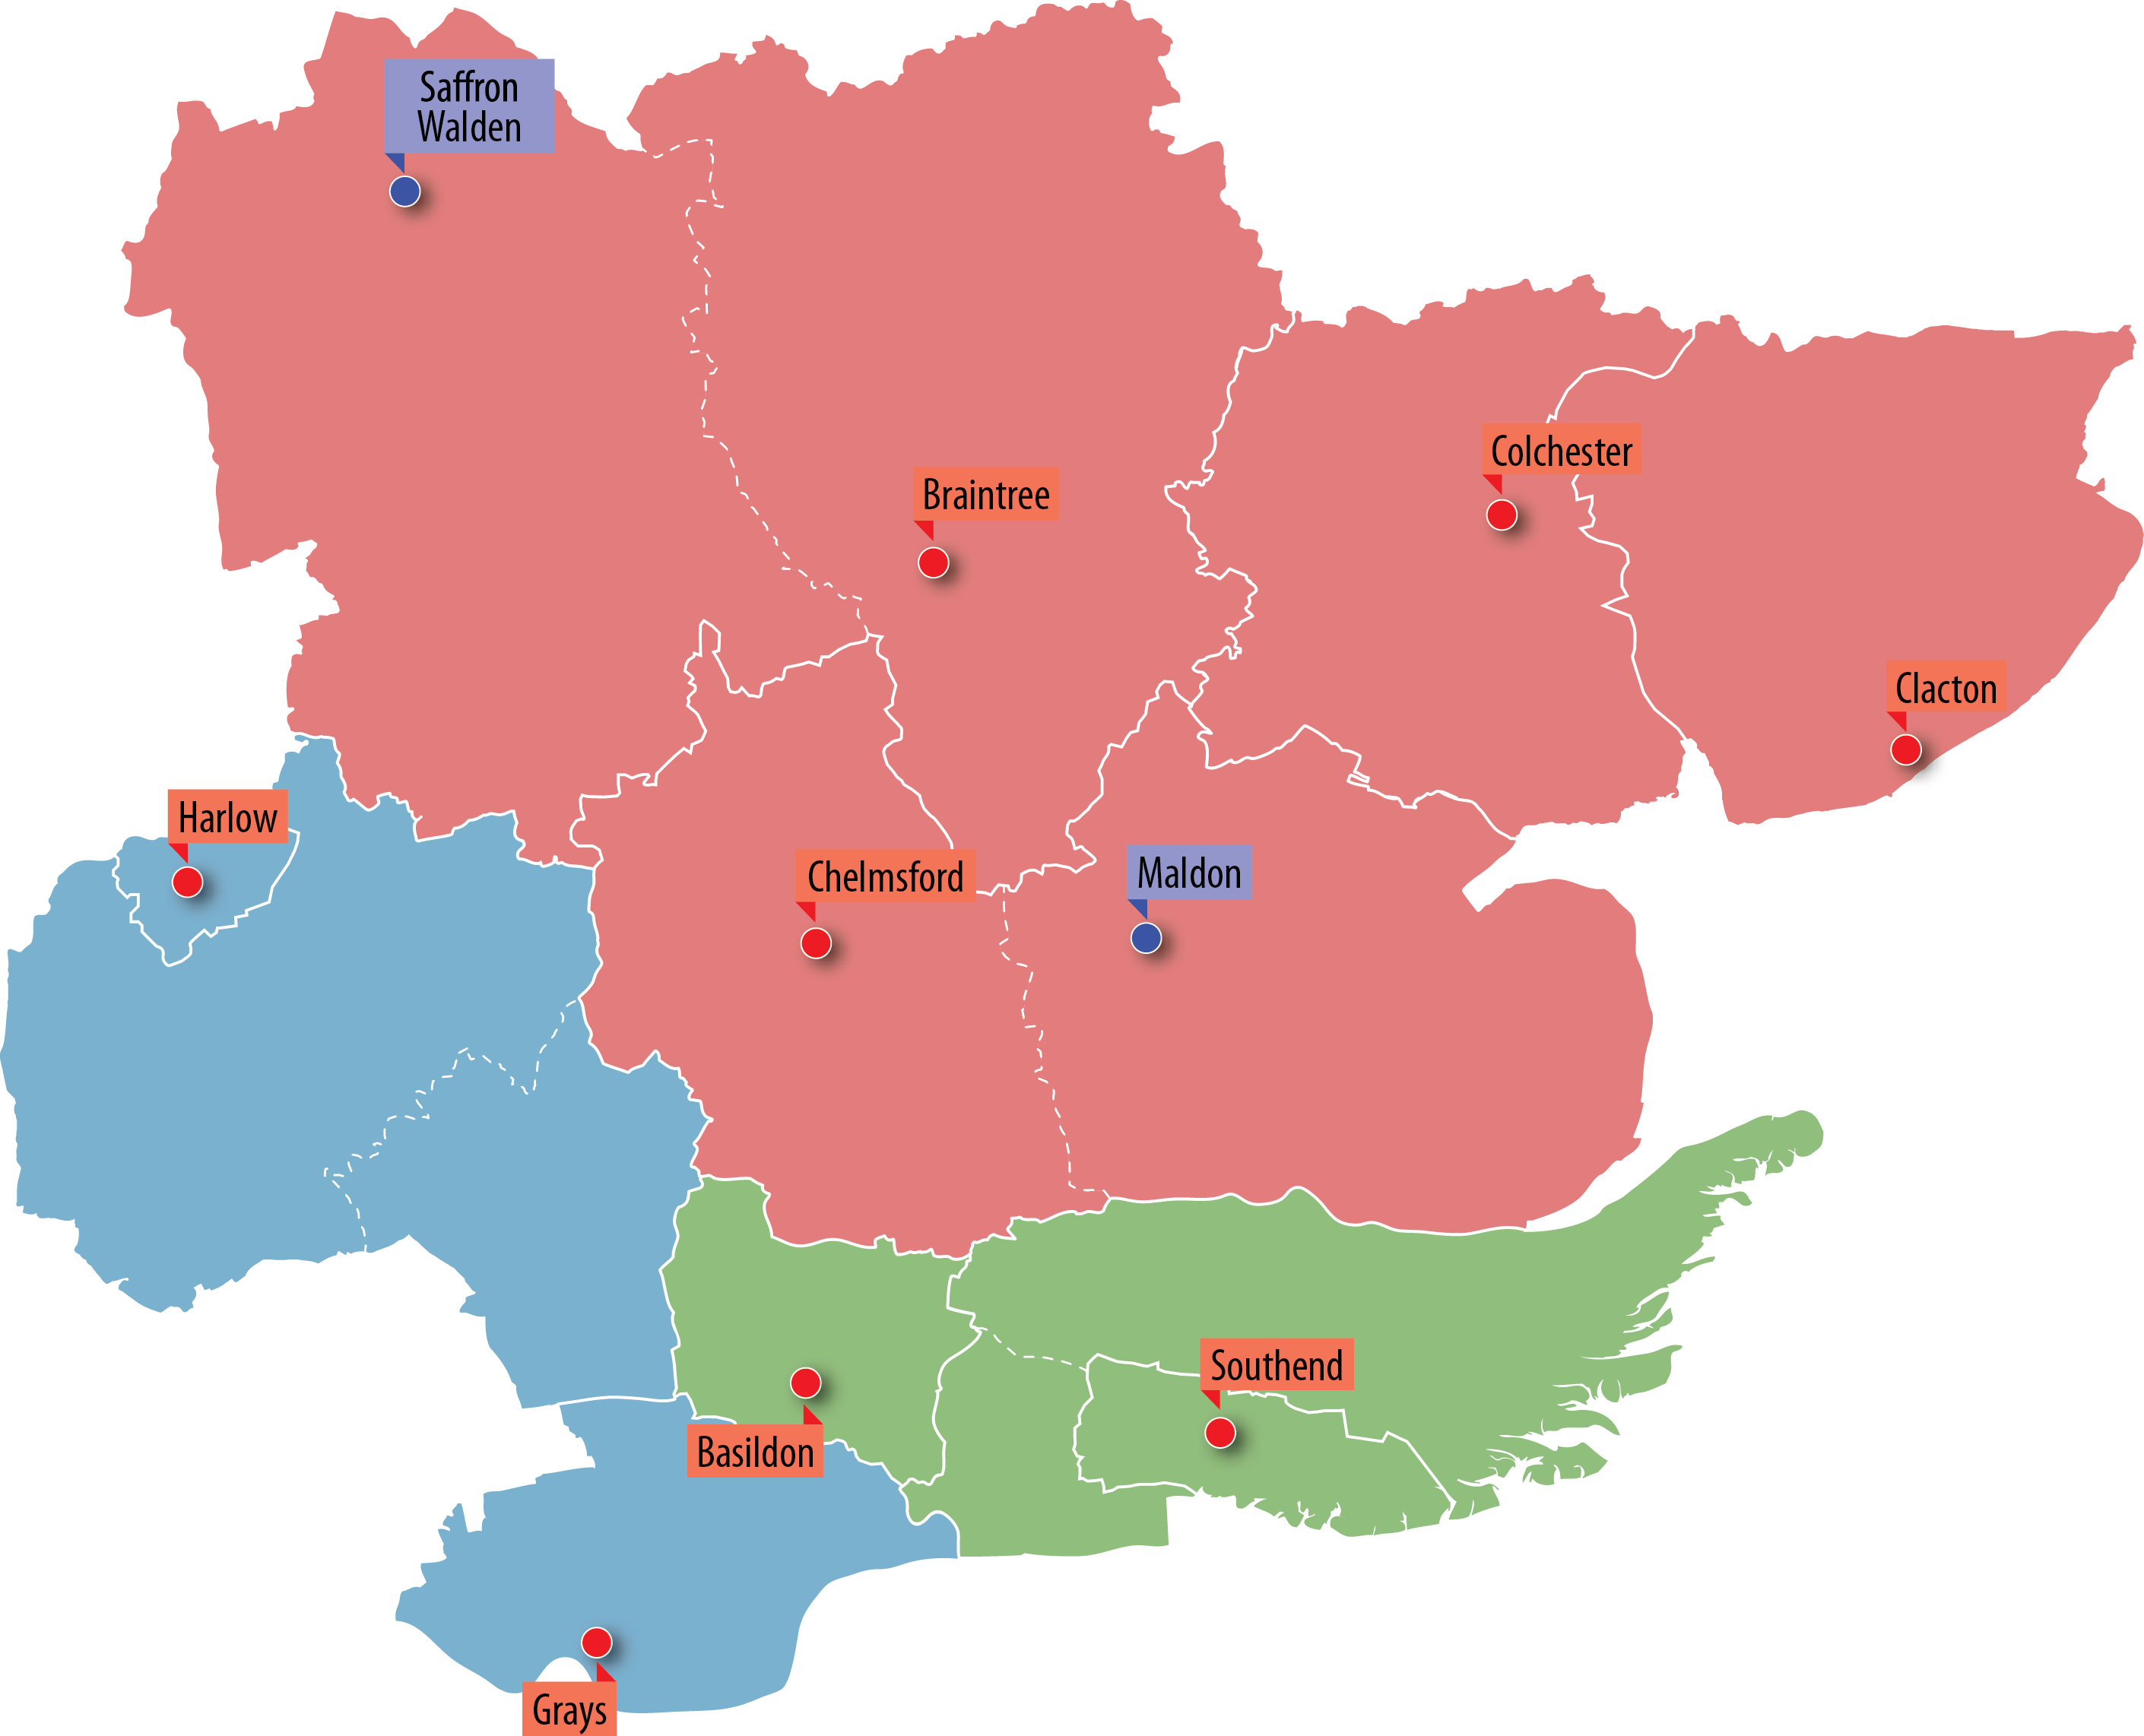 Saffron
Walden
Colchester
Braintree
Clacton
Harlow
Chelmsford
Maldon
Southend
Basildon
Grays